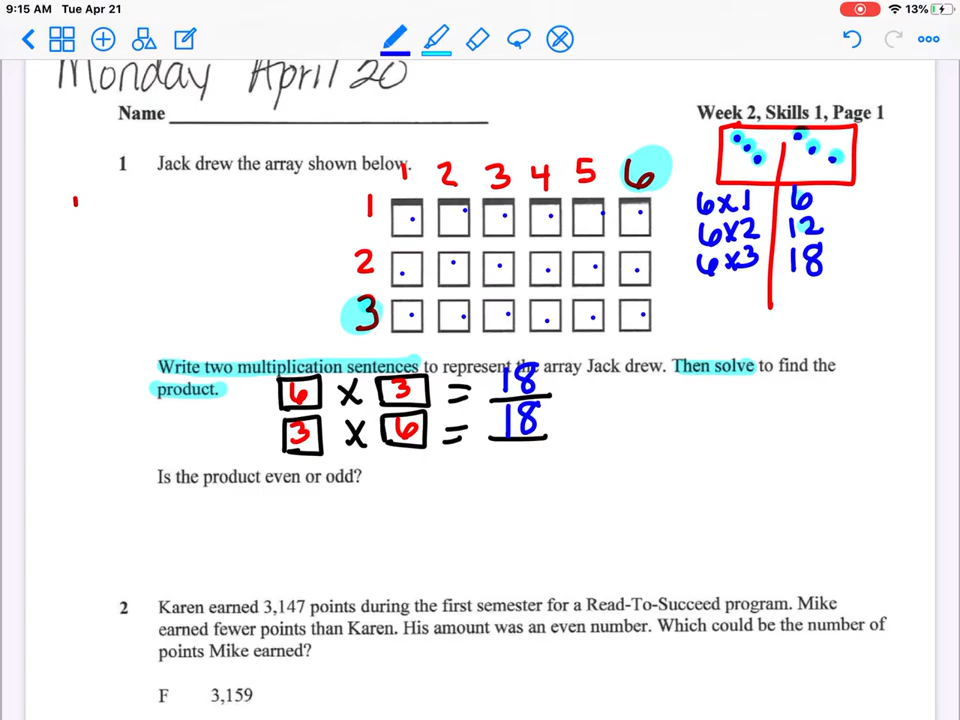 9:15 AM Tue Apr 21
13%
Monday April 20
Name
Week 2, Skills 1, Page 1
1 Jack drew the array shown below.
1 2 3 4 5 6
1
2
3
6x1 6
6x2 12
6x3 18
Write two multiplication sentences to represent the array Jack drew. Then solve to find the
product.
6 x 3 = 18
3 x 6 = 18
Is the product even or odd?
2 Karen earned 3,147 points during the first semester for a Read-To-Succeed program. Mike
earned fewer points than Karen. His amount was an even number. Which could be the number of
points Mike earned?
F 3,159